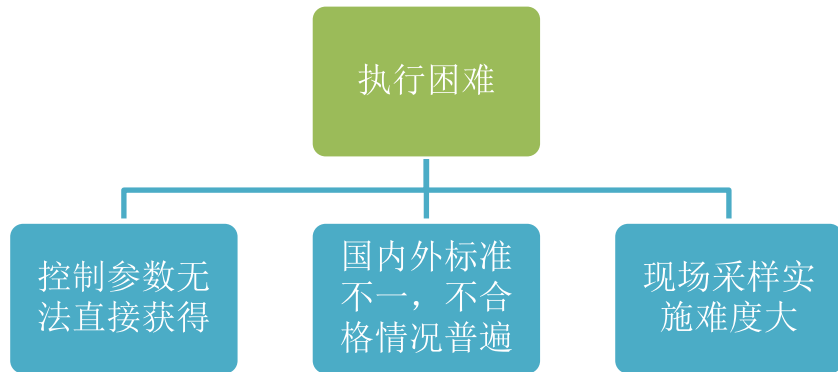 执行困难
控制参数无
法直接获得
国内外标准
不一，不合
格情况普遍
现场采样实
施难度大